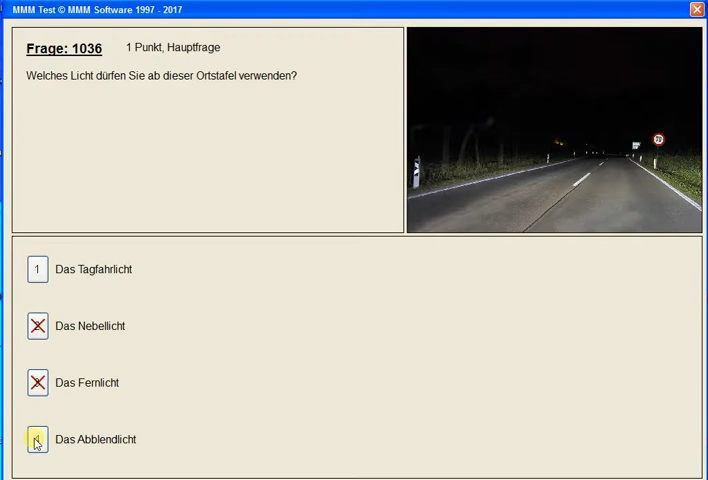 MMM Test © MMM Software 1997 - 2017
Frage: 1036 1 Punkt, Hauptfrage
Welches Licht dürfen Sie ab dieser Ortstafel verwenden?
70
1 Das Tagfahrlicht
Das Nebellicht
Das Fernlicht
Das Abblendlicht